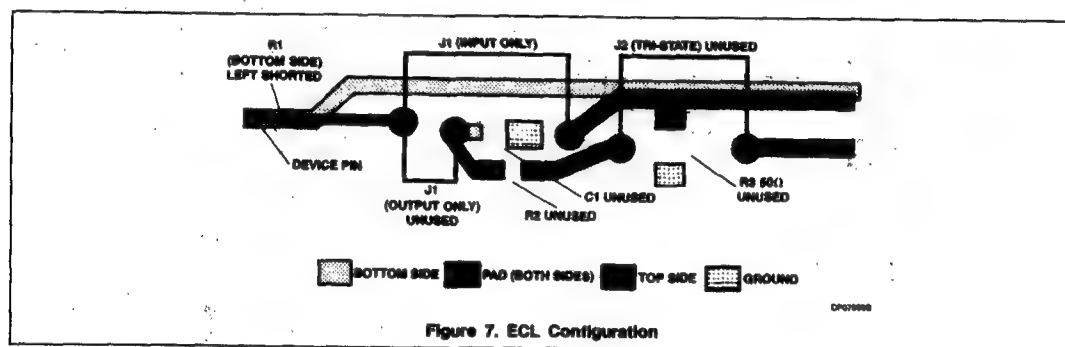 R1
(BOTTOM SIDE)
LEFT SHORTED
J1 (INPUT ONLY)
J2 (TRI-STATE) UNUSED
DEVICE PIN
J1
(OUTPUT ONLY)
UNUSED
C1 UNUSED
R2 UNUSED
R3 50Ω
UNUSED
BOTTOM SIDE
PAD (BOTH SIDES)
TOP SIDE
GROUND
Figure 7. ECL Configuration